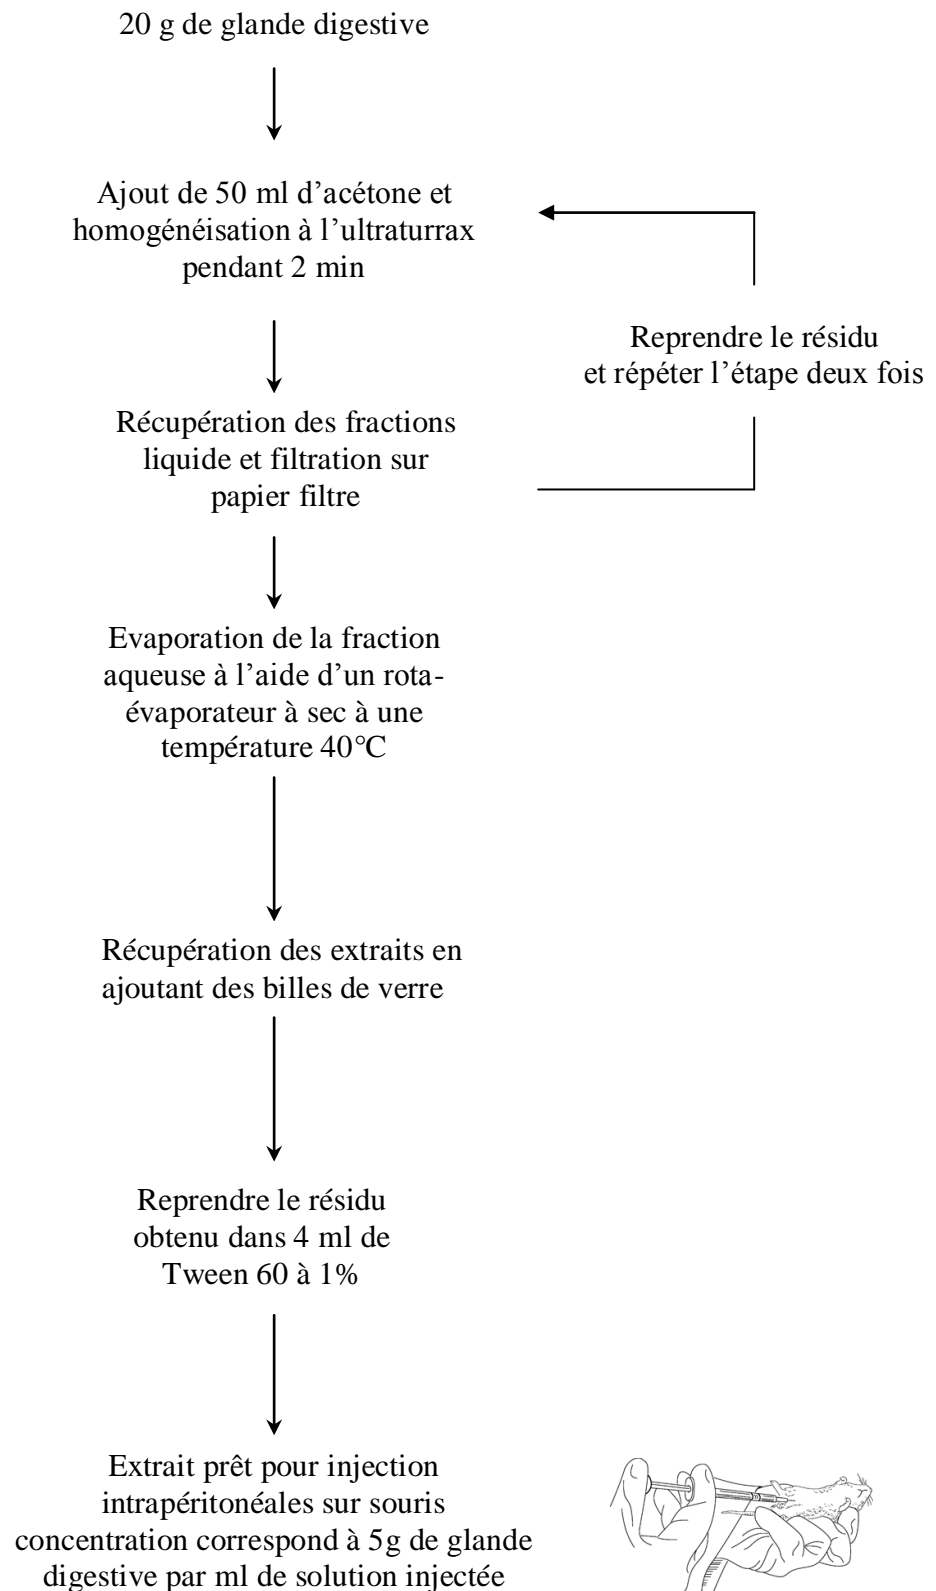 20 g de glande digestive
Ajout de 50 ml d’acétone et
homogénéisation à l’ultraturrax
pendant 2 min
Reprendre le résidu
et répéter l’étape deux fois
Récupération des fractions
liquide et filtration sur
papier filtre
Evaporation de la fraction
aqueuse à l’aide d’un rota-
évaporateur à sec à une
température 40°C
Récupération des extraits en
ajoutant des billes de verre
Reprendre le résidu
obtenu dans 4 ml de
Tween 60 à 1%
Extrait prêt pour injection
intrapéritonéales sur souris
concentration correspond à 5g de glande
digestive par ml de solution injectée